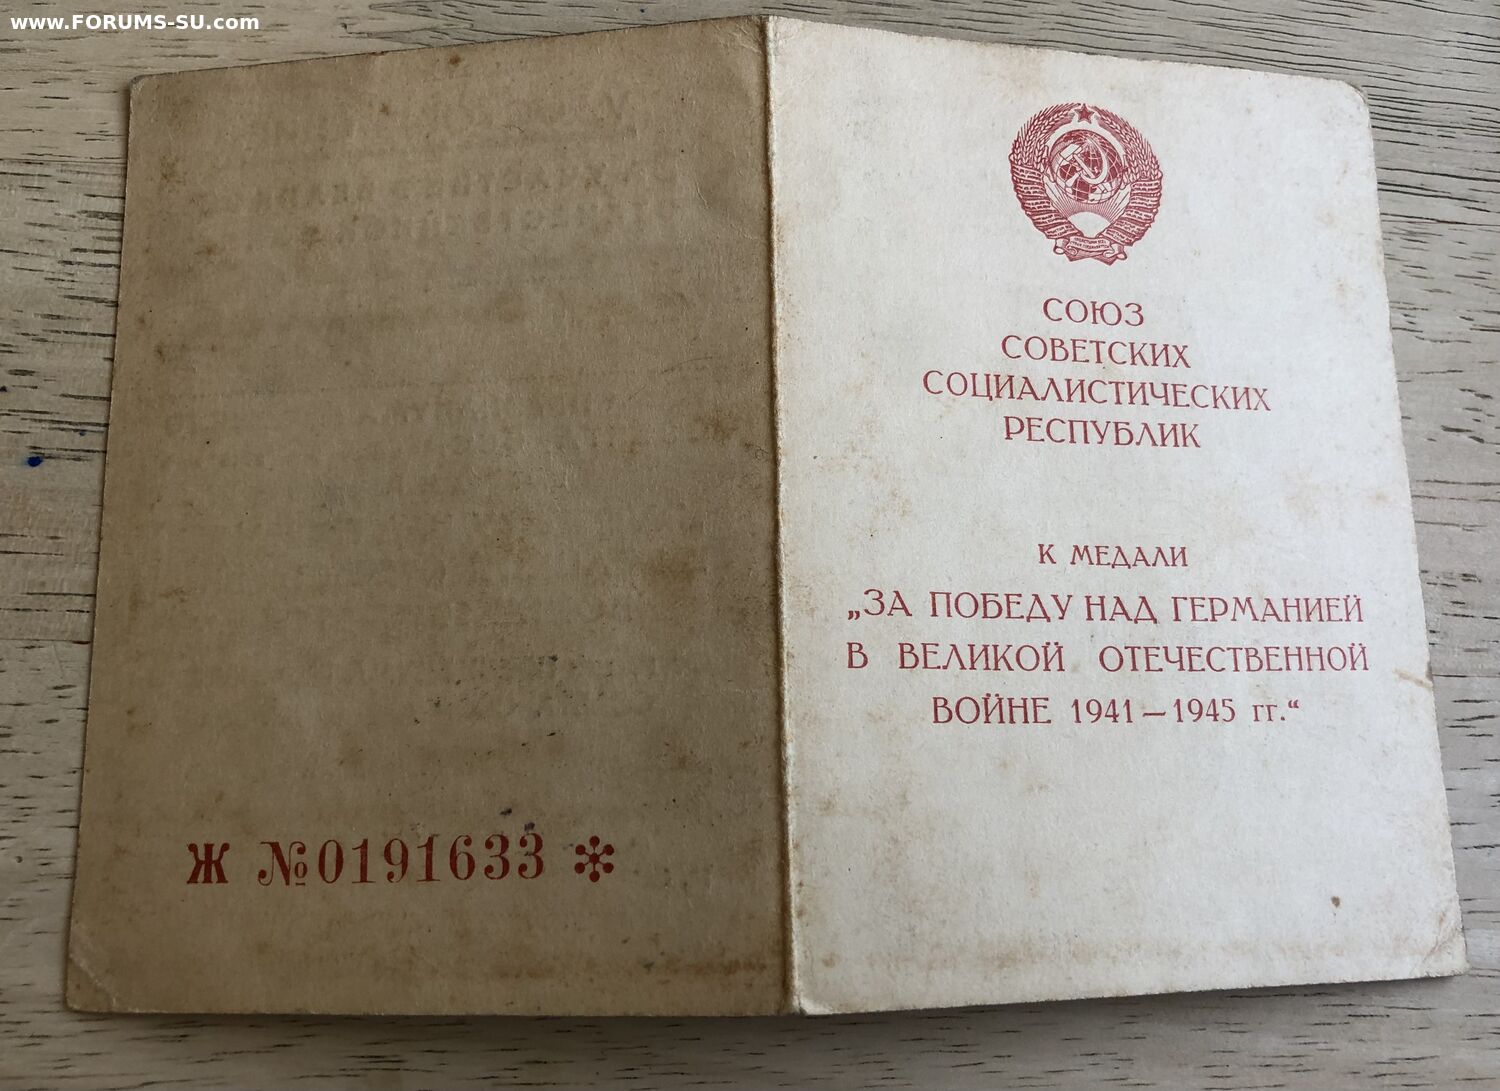 www.FORUMS-SU.com
СОЮЗ
СОВЕТСКИХ
СОЦИАЛИСТИЧЕСКИХ
РЕСПУБЛИК
К МЕДАЛИ
„ЗА ПОБЕДУ НАД ГЕРМАНИЕЙ
В ВЕЛИКОЙ ОТЕЧЕСТВЕННОЙ
ВОЙНЕ 1941—1945 гг.“
Ж №0191633 ✻